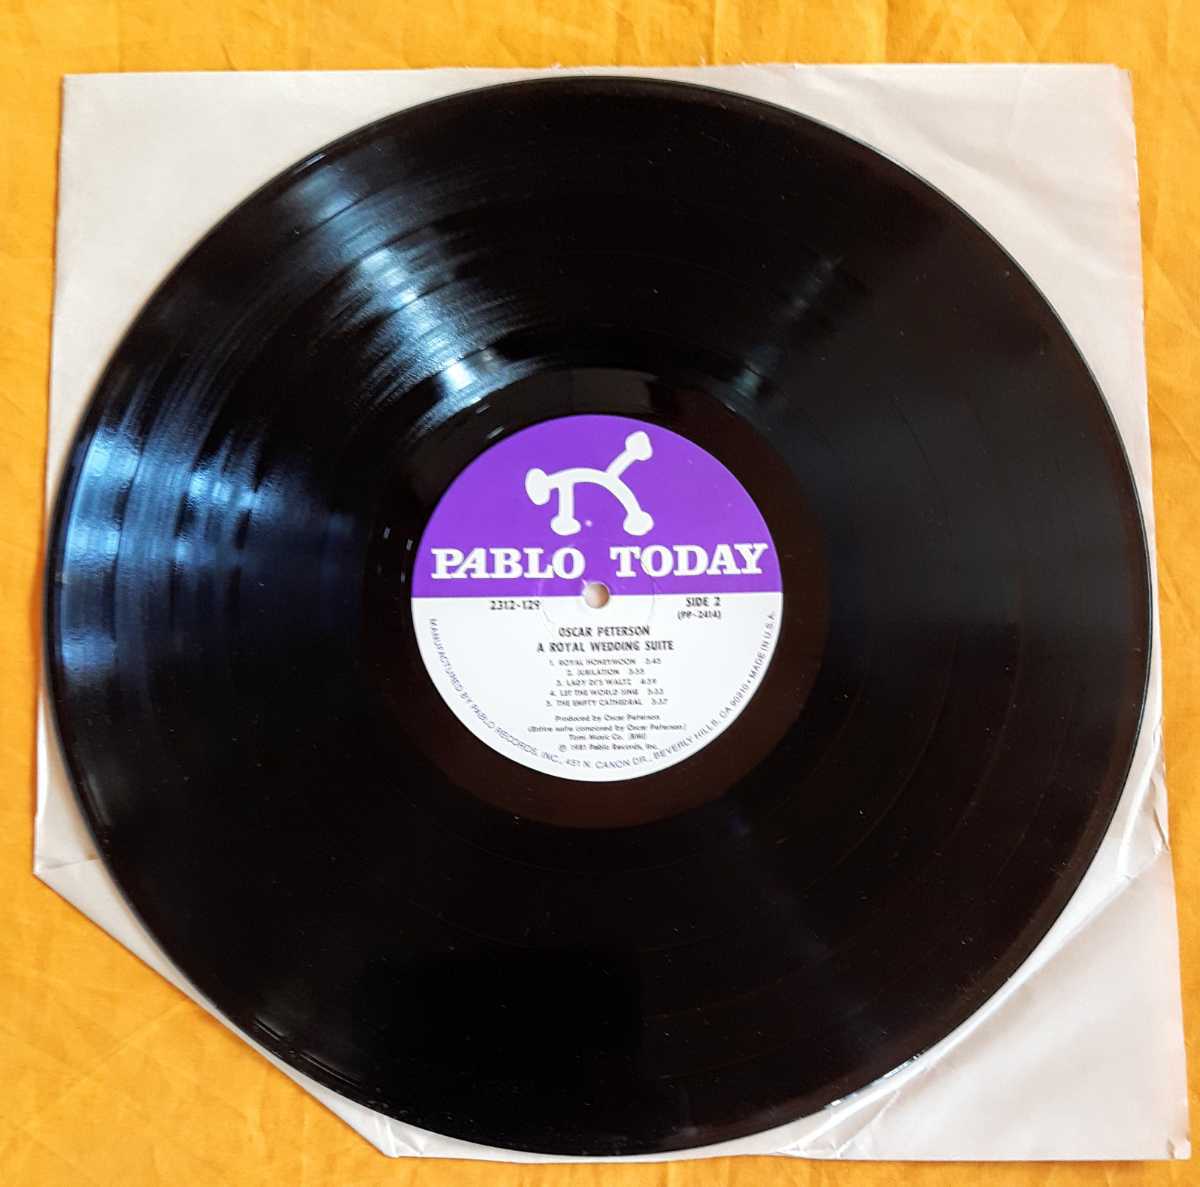 PABLO TODAY
2312-129 SIDE 2
(PP-2414)
OSCAR PETERSON
A ROYAL WEDDING SUITE
1. ROYAL HONEYMOON 5:45
2. JUBILATION
3. LADY DI'S WALTZ
4. LET THE WORLD SING
5. THE EMPTY CATHEDRAL
Produced by Oscar Peterson
(Entire suite composed by Oscar Peterson)
Tomi Music Co. (BMI)
© 1981 Pablo Records, Inc.
MANUFACTURED BY PABLO RECORDS, INC., 451 N. CANON DR., BEVERLY HILLS, CA 90210 • MADE IN U.S.A.